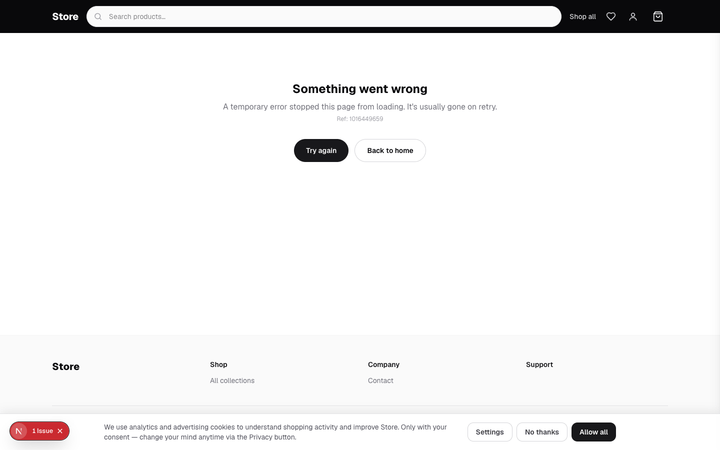 Store
Search products...
Shop all
Something went wrong
A temporary error stopped this page from loading. It's usually gone on retry.
Ref: 1016449659
Try again
Back to home
Store
Shop
All collections
Company
Contact
Support
N
1 Issue
We use analytics and advertising cookies to understand shopping activity and improve Store. Only with your
consent — change your mind anytime via the Privacy button.
Settings
No thanks
Allow all